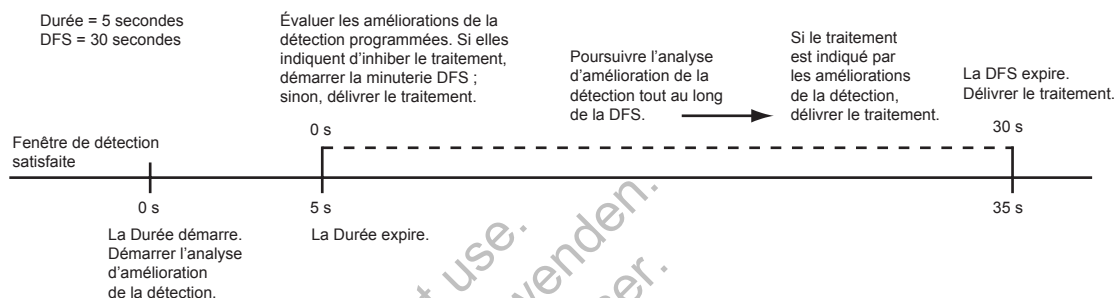 Durée = 5 secondes
DFS = 30 secondes
Évaluer les améliorations de la
détection programmées. Si elles
indiquent d’inhiber le traitement,
démarrer la minuterie DFS ;
sinon, délivrer le traitement.
Poursuivre l’analyse
d’amélioration de la
détection tout au long
de la DFS.
Si le traitement
est indiqué par
les améliorations
de la détection,
délivrer le traitement.
La DFS expire.
Délivrer le traitement.
0 s
30 s
Fenêtre de détection
satisfaite
0 s
5 s
35 s
La Durée démarre.
Démarrer l’analyse
d’amélioration
de la détection.
La Durée expire.
use.